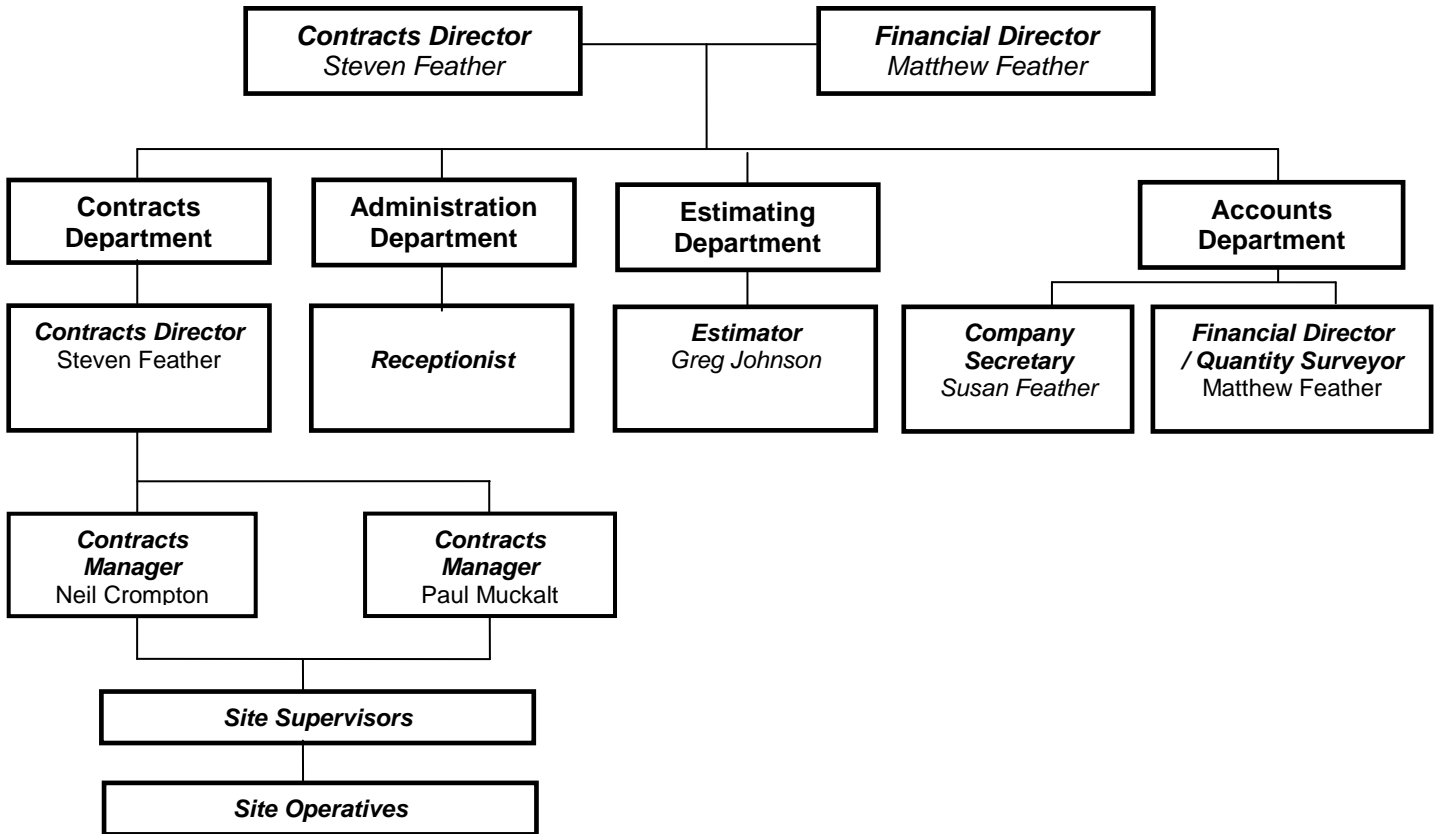 Contracts Director
Steven Feather
Financial Director
Matthew Feather
Contracts
Department
Administration
Department
Estimating
Department
Accounts
Department
Contracts Director
Steven Feather
Receptionist
Estimator
Greg Johnson
Company
Secretary
Susan Feather
Financial Director
/ Quantity Surveyor
Matthew Feather
Contracts
Manager
Neil Crompton
Contracts
Manager
Paul Muckalt
Site Supervisors
Site Operatives